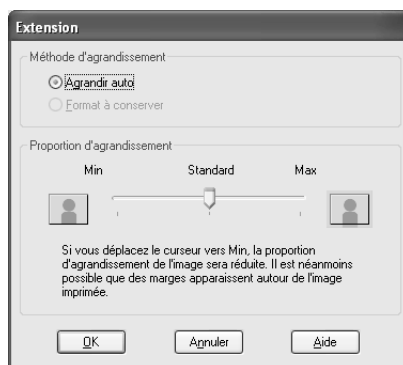 Extension
Méthode d'agrandissement
Agrandir auto
Format à conserver
Proportion d'agrandissement
Min Standard Max
Si vous déplacez le curseur vers Min, la proportion
d'agrandissement de l'image sera réduite. Il est néanmoins
possible que des marges apparaissent autour de l'image
imprimée.
OK Annuler Aide